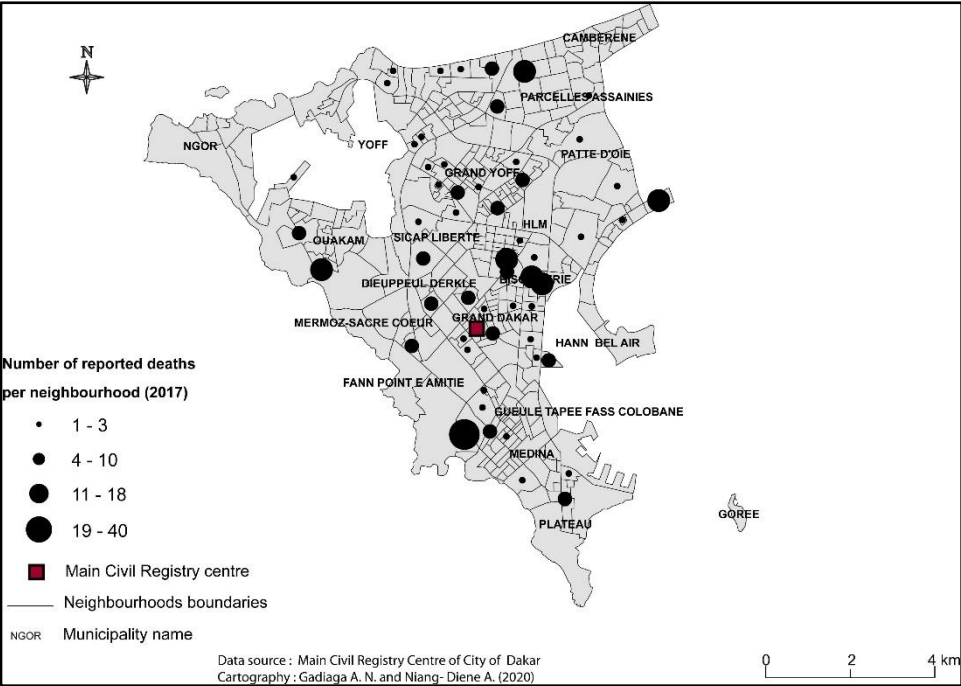 N
CAMBERENE
PARCELLES ASSAINIES
NGOR
YOFF
PATTE D'OIE
GRAND YOFF
HLM
SICAP LIBERTE
OUAKAM
BISCUITERIE
DIEUPPEUL DERKLE
GRAND DAKAR
MERMOZ-SACRE COEUR
HANN BEL AIR
FANN POINT E AMITIE
GUEULE TAPEE FASS COLOBANE
MEDINA
PLATEAU
GOREE
Number of reported deaths
per neighbourhood (2017)
1 - 3
4 - 10
11 - 18
19 - 40
Main Civil Registry centre
Neighbourhoods boundaries
NGOR Municipality name
Data source : Main Civil Registry Centre of City of Dakar
Cartography : Gadiaga A. N. and Niang- Diene A. (2020)
0 2 4 km